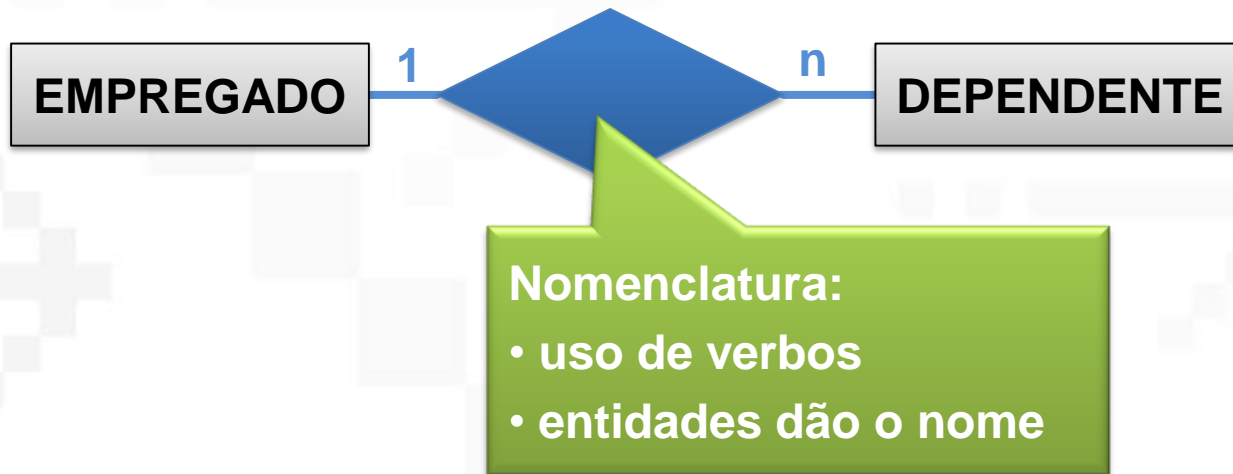 EMPREGADO 1 n DEPENDENTE
Nomenclatura:
• uso de verbos
• entidades dão o nome